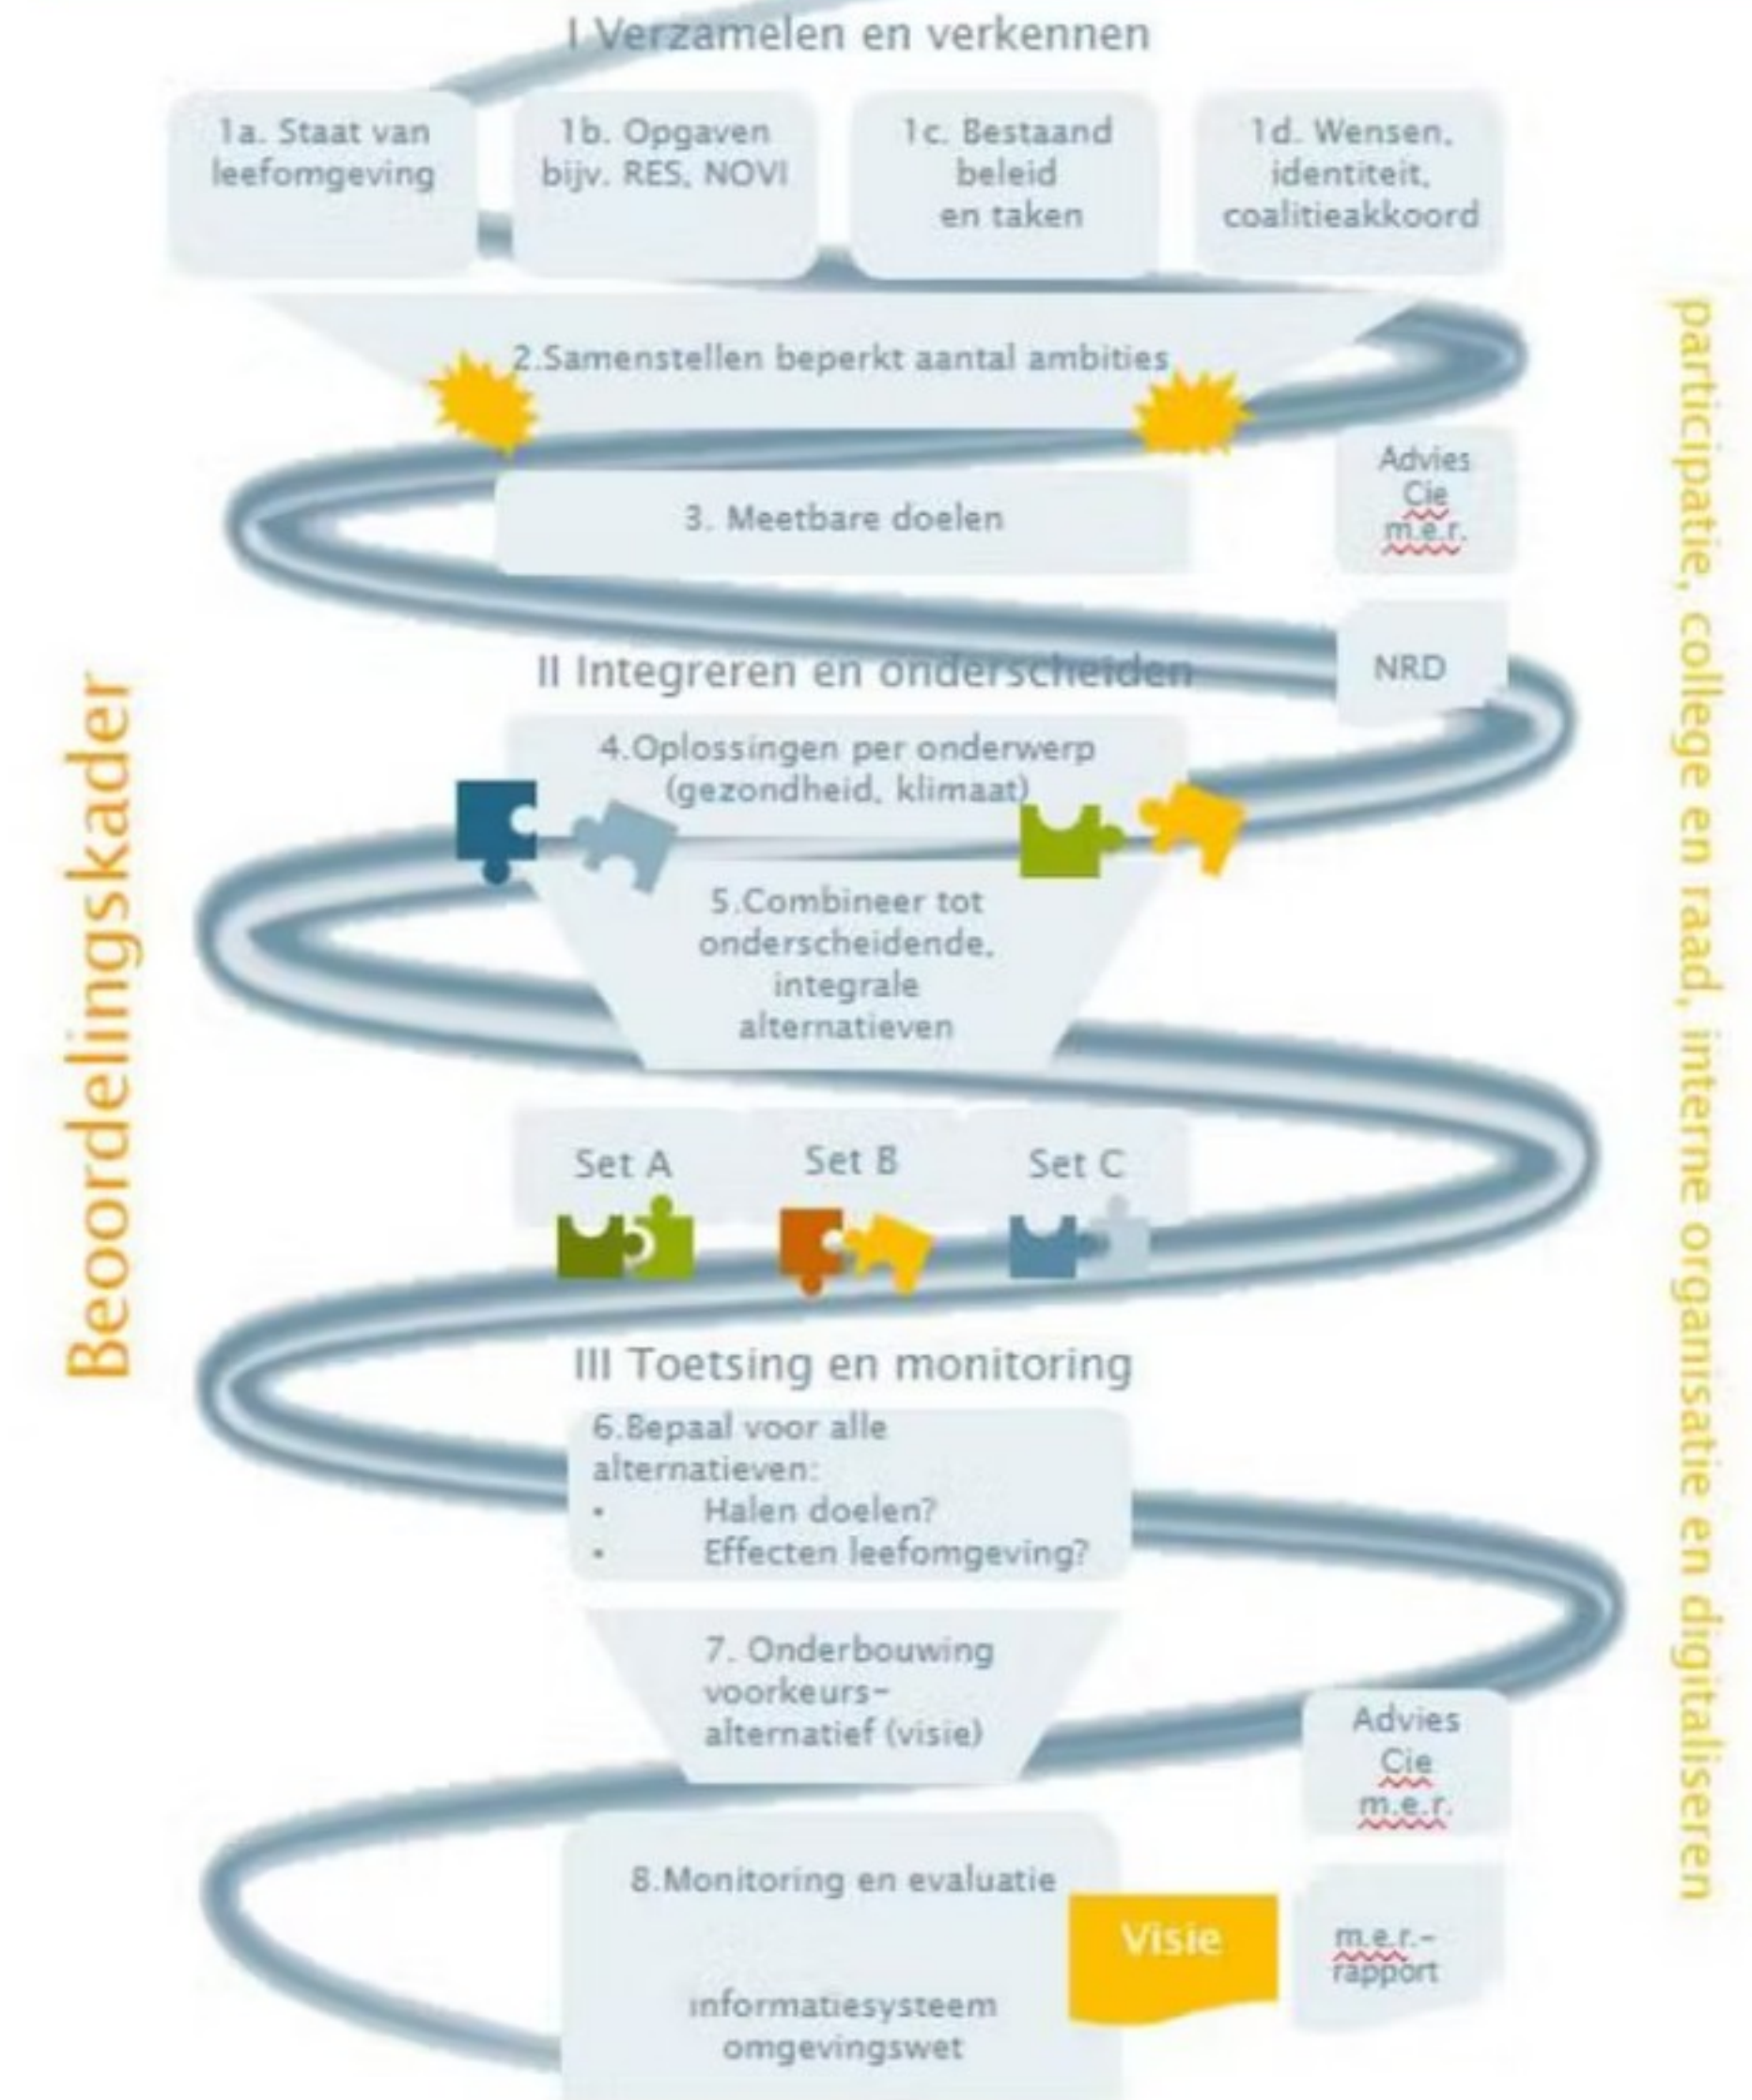 I Verzamelen en verkennen
1a. Staat van
leefomgeving
1b. Opgaven
bijv. RES, NOVI
1c. Bestaand
beleid
en taken
1d. Wensen,
identiteit,
coalitieakkoord
2.Samenstellen beperkt aantal ambities
3. Meetbare doelen
Advies
Cie
m.e.r.
NRD
II Integreren en onderscheiden
4.Oplossingen per onderwerp
(gezondheid, klimaat)
5.Combineer tot
onderscheidende,
integrale
alternatieven
Set A
Set B
Set C
III Toetsing en monitoring
6.Bepaal voor alle
alternatieven:
• Halen doelen?
• Effecten leefomgeving?
7. Onderbouwing
voorkeurs-
alternatief (visie)
Advies
Cie
m.e.r.
8.Monitoring en evaluatie
informatiesysteem
omgevingswet
Visie
m.e.r.-
rapport
Beoordelingskader
participatie, college en raad, interne organisatie en digitaliseren